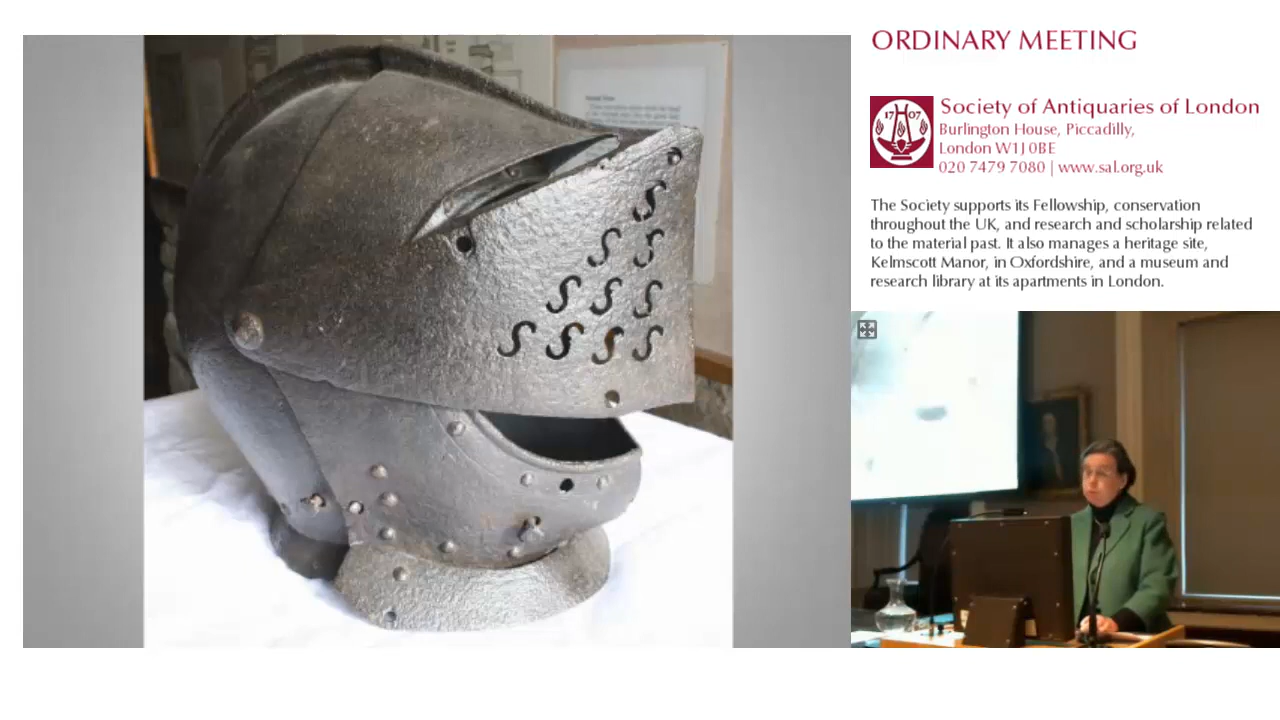 ORDINARY MEETING
1707
Society of Antiquaries of London
Burlington House, Piccadilly,
London W1J 0BE
020 7479 7080 | www.sal.org.uk
The Society supports its Fellowship, conservation
throughout the UK, and research and scholarship related
to the material past. It also manages a heritage site,
Kelmscott Manor, in Oxfordshire, and a museum and
research library at its apartments in London.